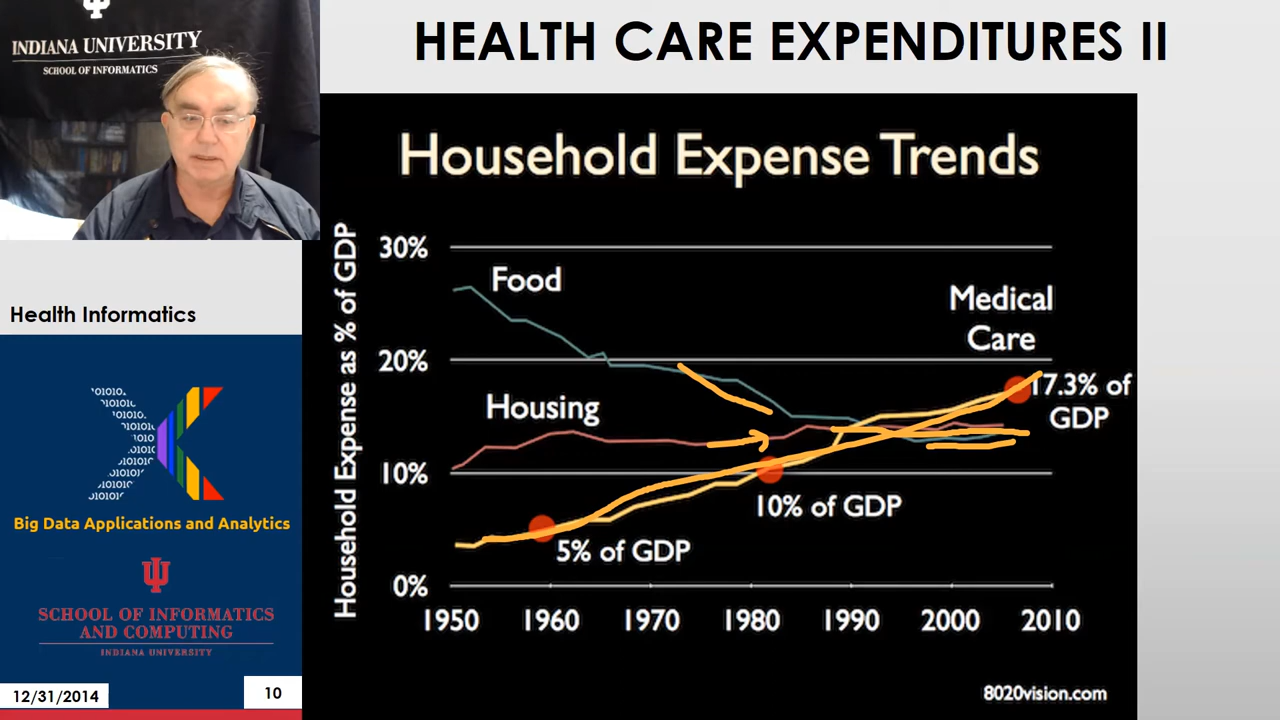 INDIANA UNIVERSITY
SCHOOL OF INFORMATICS
HEALTH CARE EXPENDITURES II
Household Expense Trends
Household Expense as % of GDP
30%
20%
10%
0%
Food
Housing
Medical
Care
17.3% of
GDP
10% of GDP
5% of GDP
1950 1960 1970 1980 1990 2000 2010
8020vision.com
Health Informatics
Big Data Applications and Analytics
SCHOOL OF INFORMATICS
AND COMPUTING
INDIANA UNIVERSITY
12/31/2014
10